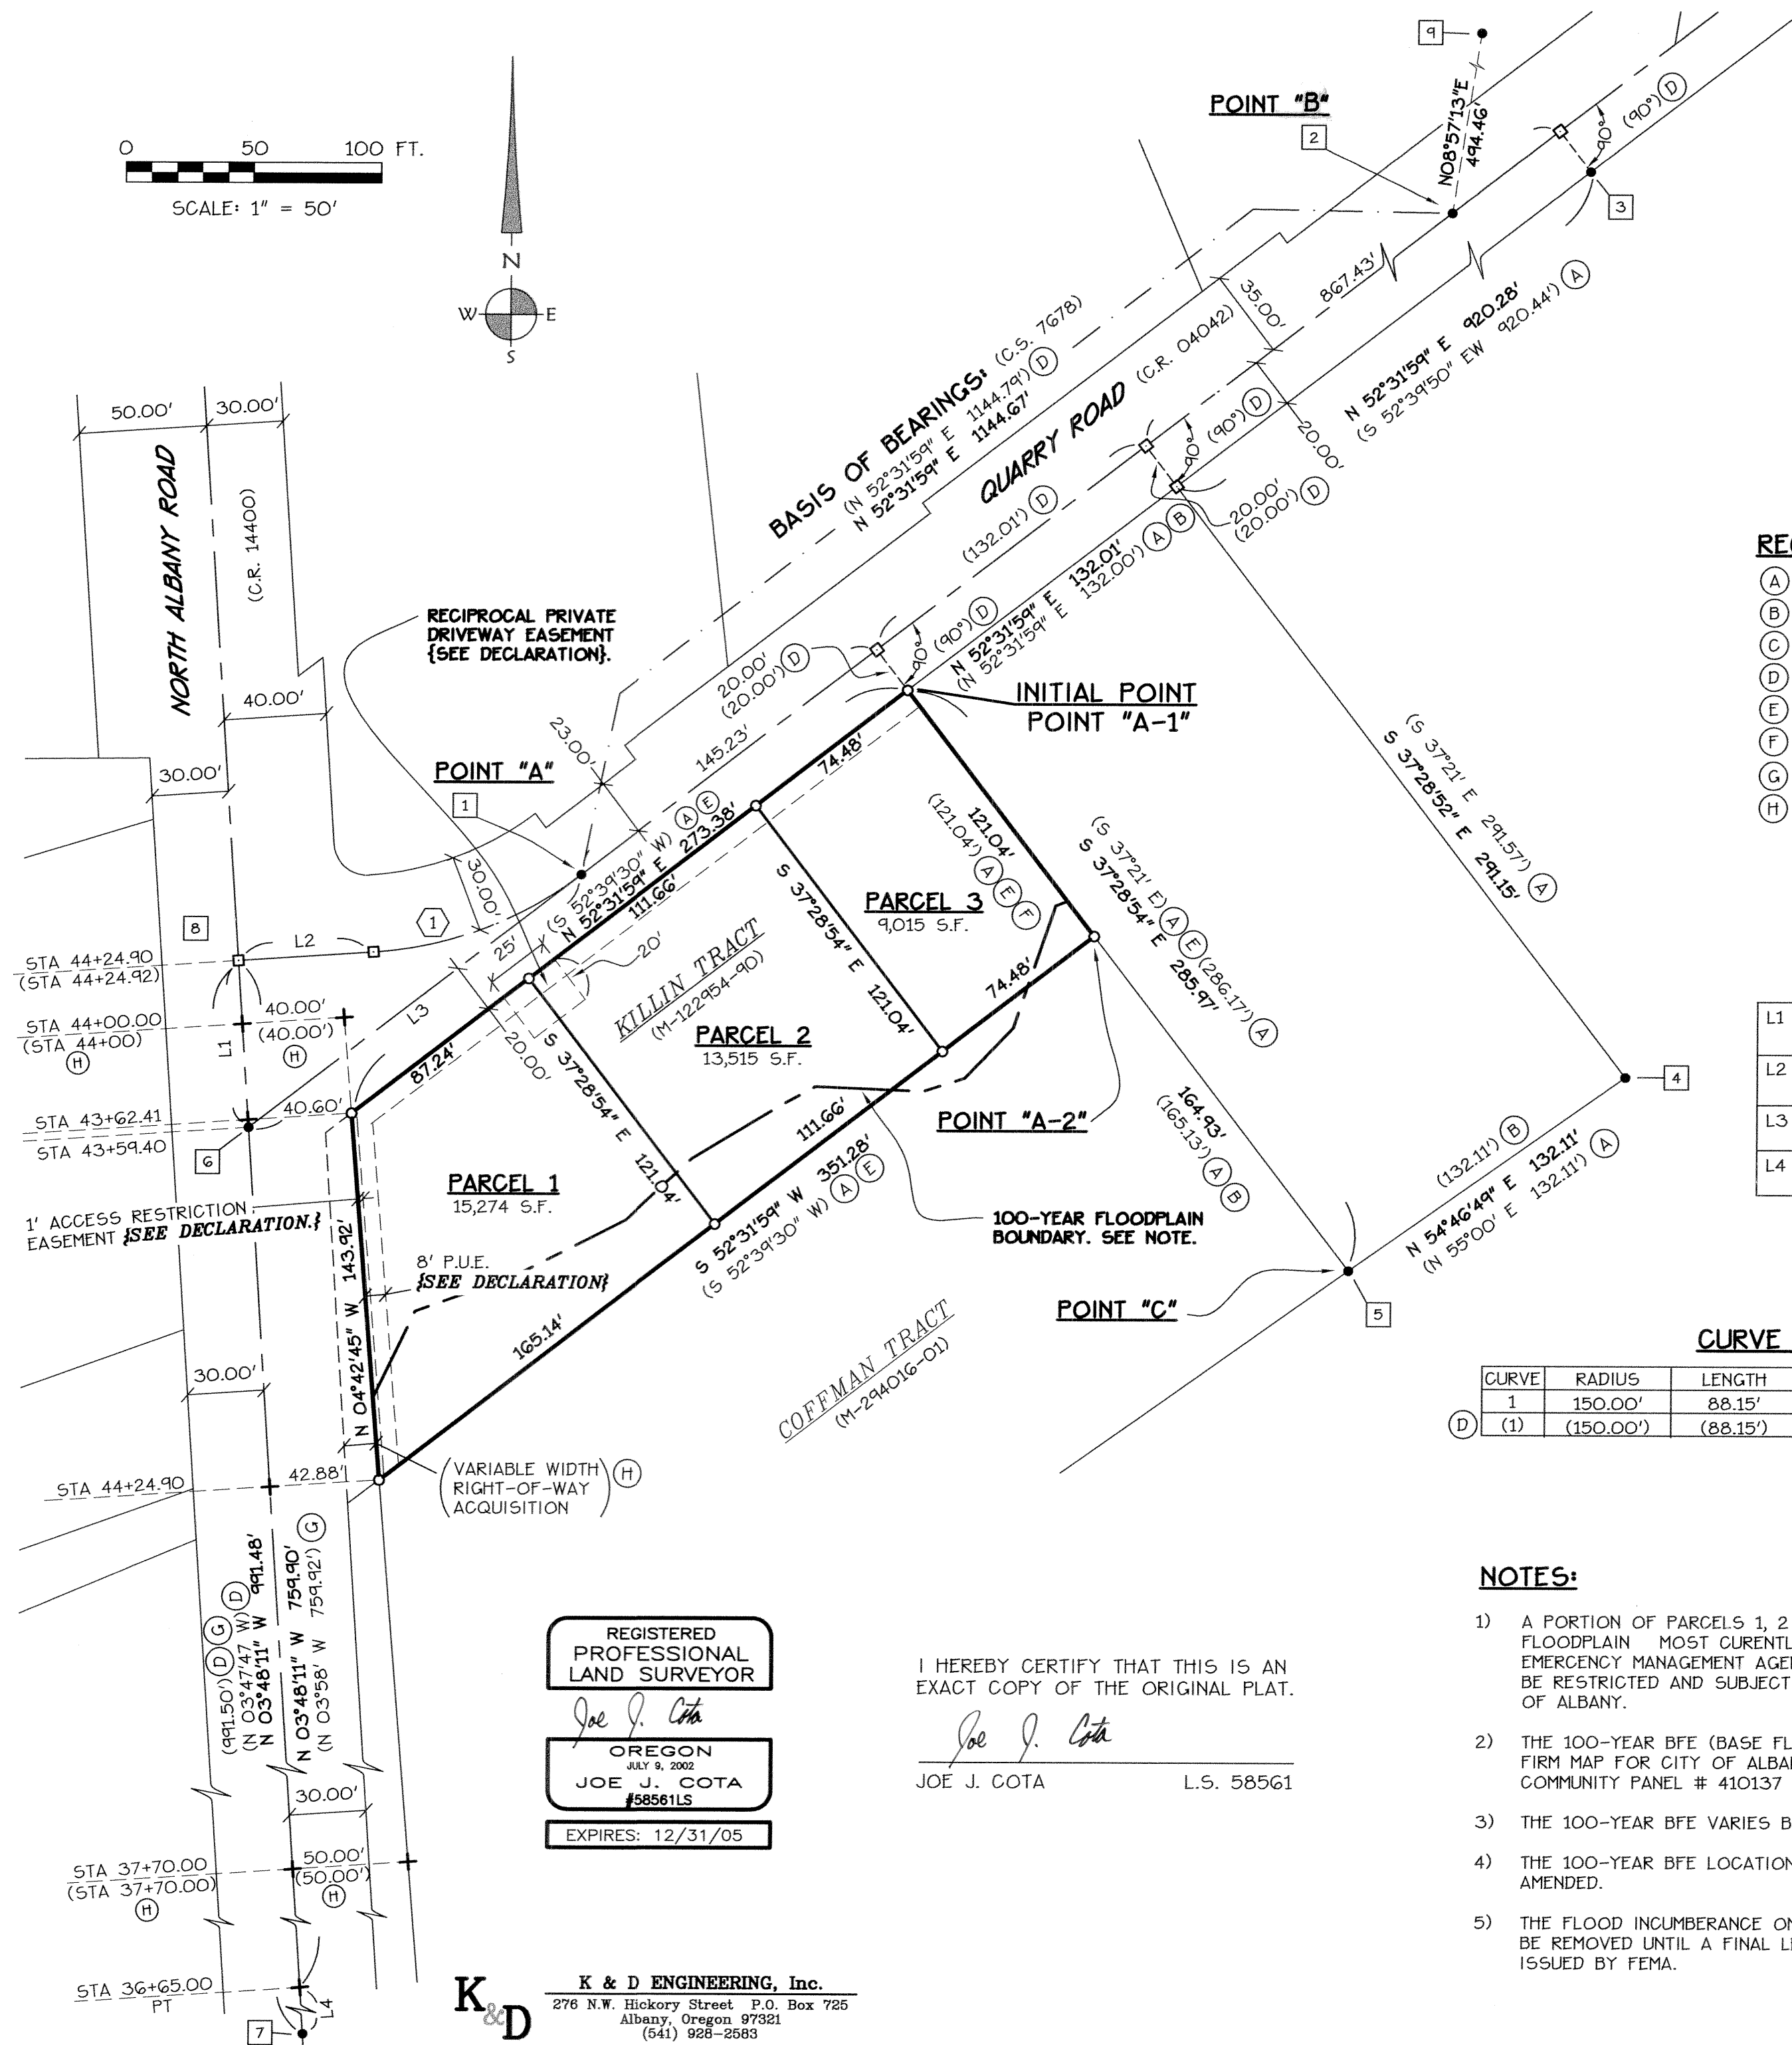 0 50 100 FT.
SCALE: 1" = 50'
N
W E
S
9
POINT "B"
2
N08°57'13"E
494.46'
90°
(90°) D
3
50.00'
30.00'
NORTH ALBANY ROAD
(C.R. 14400)
40.00'
30.00'
BASIS OF BEARINGS: (C.S. 7678)
(N 52°31'59" E 1144.79') D
N 52°31'59" E 1144.67'
QUARRY ROAD (C.R. 04042)
35.00'
867.43'
N 52°31'59" E 920.28'
(S 52°39'50" EW 920.44') A
20.00'
(90°) D
90°
20.00'
(20.00') D
(132.01') D
N 52°31'59" E 132.01'
(N 52°31'59" E 132.00') A B
(90°) D
90°
20.00'
(20.00') D
RECIPROCAL PRIVATE
DRIVEWAY EASEMENT
{SEE DECLARATION}.
INITIAL POINT
POINT "A-1"
23.00'
145.23'
POINT "A"
1
74.48'
(S 52°39'30" W) A E
N 52°31'59" E 273.38'
111.66'
30.00'
1
25'
20'
8
L2
STA 44+24.90
(STA 44+24.92)
40.00'
(40.00')
H
STA 44+00.00
(STA 44+00)
H
L1
L3
20.00'
87.24'
STA 43+62.41
STA 43+59.40
40.60'
6
KILLIN TRACT
(M-122954-90)
PARCEL 3
9,015 S.F.
PARCEL 2
13,515 S.F.
PARCEL 1
15,274 S.F.
S 37°28'54" E 121.04'
S 37°28'54" E 121.04'
121.04'
(121.04') A E F
(S 37°21' E) A E (286.17') A
S 37°28'54" E 285.97'
(S 37°21' E 291.57') A
S 37°28'52" E 291.15'
4
74.48'
111.66'
POINT "A-2"
164.93'
(165.13') A B
(132.11') B
N 54°46'49" E 132.11'
(N 55°00' E 132.11') A
100-YEAR FLOODPLAIN
BOUNDARY. SEE NOTE.
S 52°31'59" W 351.28'
(S 52°39'30" W) A E
POINT "C"
5
1' ACCESS RESTRICTION
EASEMENT {SEE DECLARATION.}
8' P.U.E.
{SEE DECLARATION}
N 04°42'45" W 143.92'
165.14'
COFFMAN TRACT
(M-294016-01)
30.00'
STA 44+24.90
42.88'
(VARIABLE WIDTH
RIGHT-OF-WAY
ACQUISITION) H
(991.50') D G
(N 03°47'47 W) D
N 03°48'11" W 991.48'
N 03°48'11" W 759.90'
(N 03°58' W 759.92') G
30.00'
STA 37+70.00
(STA 37+70.00)
H
50.00'
(50.00')
H
STA 36+65.00
PT
L4
7
A
B
C
D
E
F
G
H
L1
L2
L3
L4
CURVE
CURVE RADIUS LENGTH
1 150.00' 88.15'
D (1) (150.00') (88.15')
REGISTERED
PROFESSIONAL
LAND SURVEYOR
Joe J. Cota
OREGON
JULY 9, 2002
JOE J. COTA
#58561LS
EXPIRES: 12/31/05
I HEREBY CERTIFY THAT THIS IS AN
EXACT COPY OF THE ORIGINAL PLAT.
Joe J. Cota
JOE J. COTA L.S. 58561
K&D
K & D ENGINEERING, Inc.
276 N.W. Hickory Street P.O. Box 725
Albany, Oregon 97321
(541) 928-2583
NOTES:
1) A PORTION OF PARCELS 1, 2
FLOODPLAIN MOST CURENTL
EMERGENCY MANAGEMENT AGE
BE RESTRICTED AND SUBJECT
OF ALBANY.
2) THE 100-YEAR BFE (BASE FL
FIRM MAP FOR CITY OF ALBA
COMMUNITY PANEL # 410137
3) THE 100-YEAR BFE VARIES B
4) THE 100-YEAR BFE LOCATION
AMENDED.
5) THE FLOOD INCUMBERANCE ON
BE REMOVED UNTIL A FINAL L
ISSUED BY FEMA.